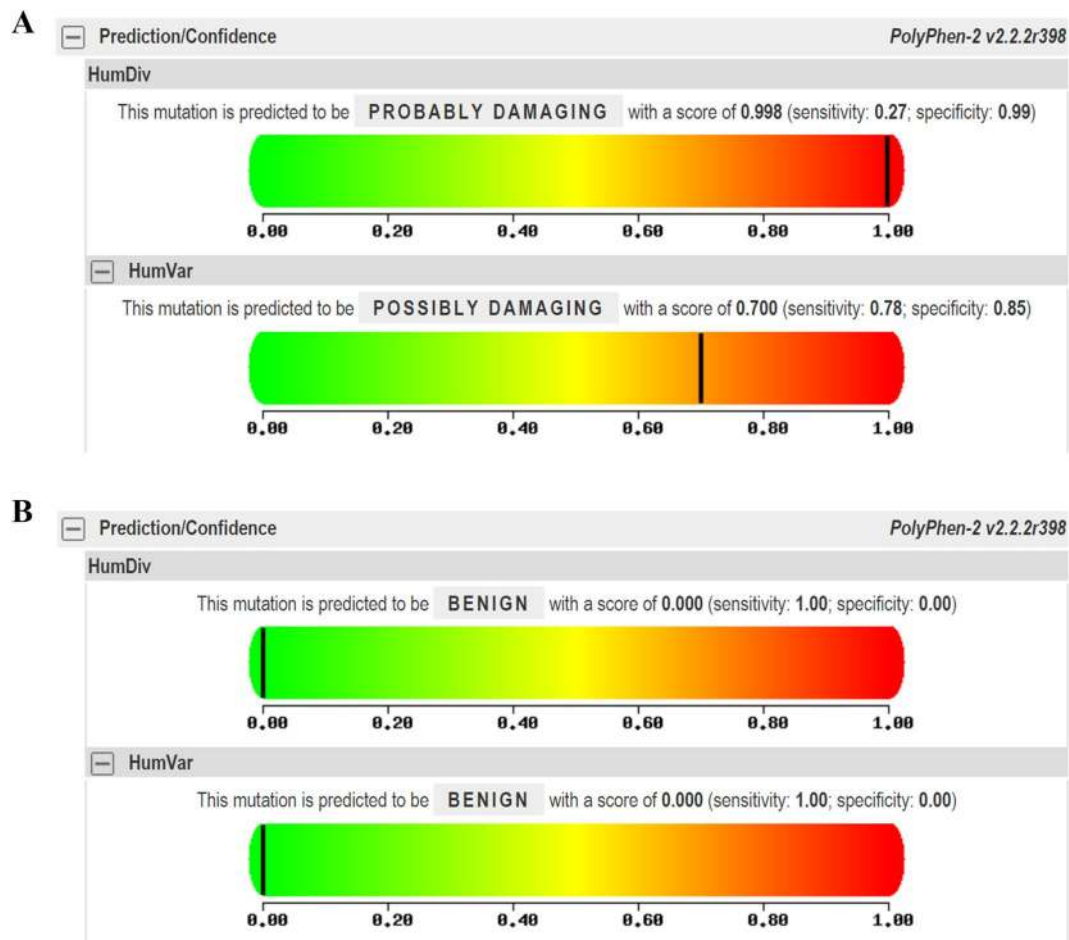 A
Prediction/Confidence PolyPhen-2 v2.2.2r398
HumDiv
This mutation is predicted to be PROBABLY DAMAGING with a score of 0.998 (sensitivity: 0.27; specificity: 0.99)
0.00 0.20 0.40 0.60 0.80 1.00
HumVar
This mutation is predicted to be POSSIBLY DAMAGING with a score of 0.700 (sensitivity: 0.78; specificity: 0.85)
0.00 0.20 0.40 0.60 0.80 1.00
B
Prediction/Confidence PolyPhen-2 v2.2.2r398
HumDiv
This mutation is predicted to be BENIGN with a score of 0.000 (sensitivity: 1.00; specificity: 0.00)
0.00 0.20 0.40 0.60 0.80 1.00
HumVar
This mutation is predicted to be BENIGN with a score of 0.000 (sensitivity: 1.00; specificity: 0.00)
0.00 0.20 0.40 0.60 0.80 1.00